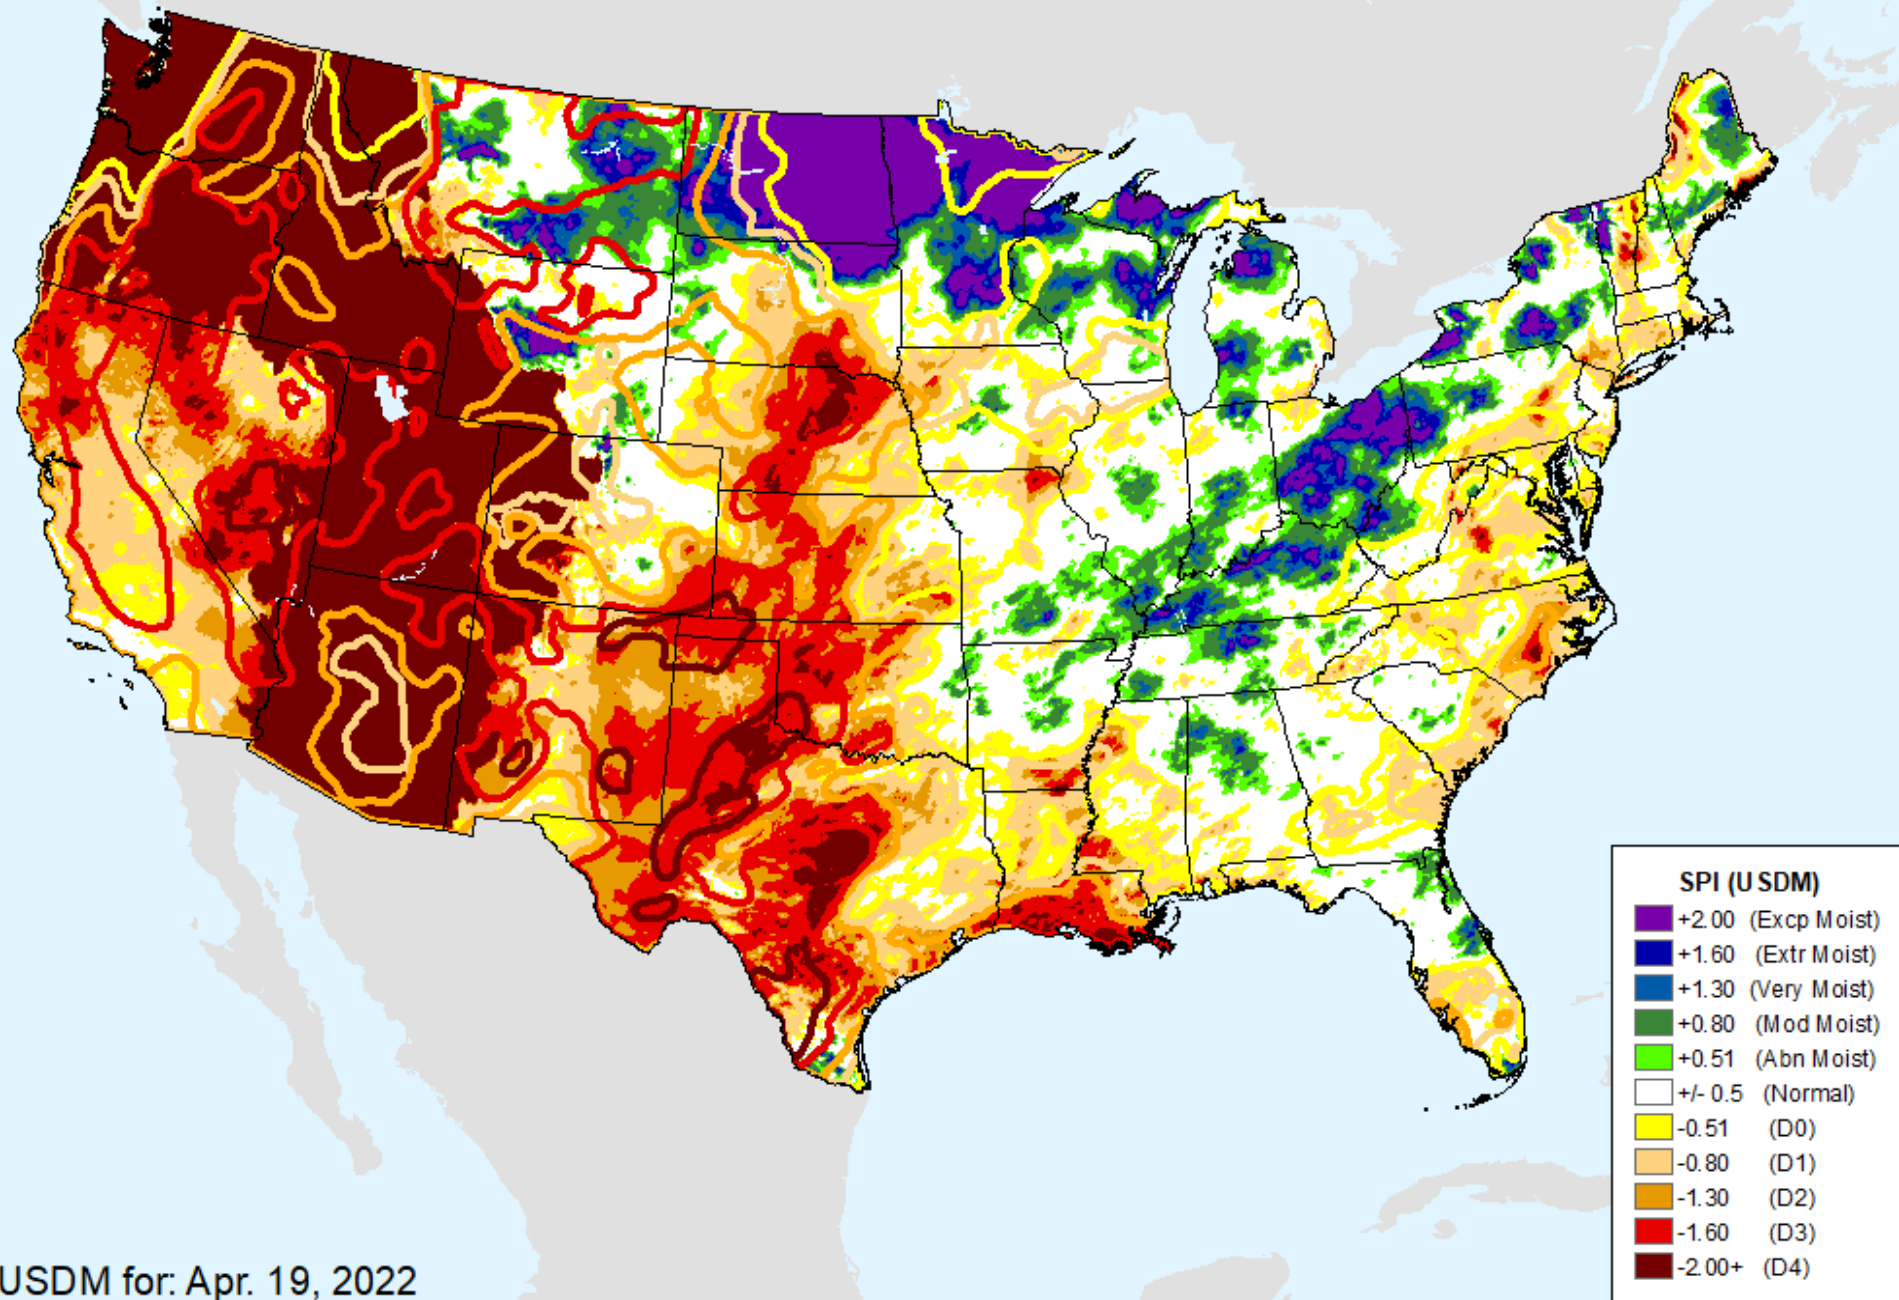 SPI (USDM)
+2.00 (Excp Moist)
+1.60 (Extr Moist)
+1.30 (Very Moist)
+0.80 (Mod Moist)
+0.51 (Abn Moist)
+/- 0.5 (Normal)
-0.51 (D0)
-0.80 (D1)
-1.30 (D2)
-1.60 (D3)
-2.00+ (D4)
USDM for: Apr. 19, 2022